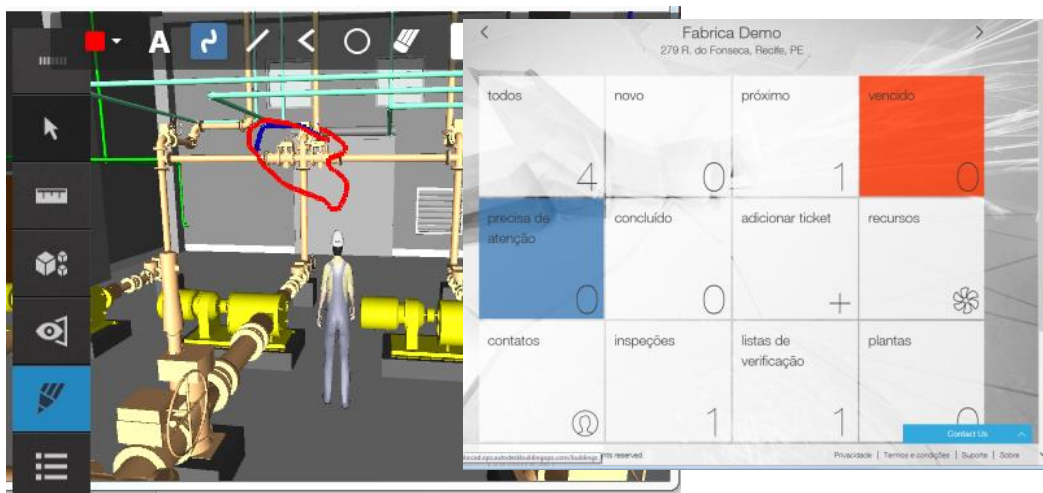 A
Fabrica Demo
279 R. do Fonseca, Recife, PE
todos
novo
próximo
vencido
4
0
1
0
precisa de
atenção
concluído
adicionar ticket
recursos
0
0
+
contatos
inspeções
listas de
verificação
plantas
1
1
0
Contact Us
nts reserved.
Privacidade | Termos e condições | Suporte | Sobre